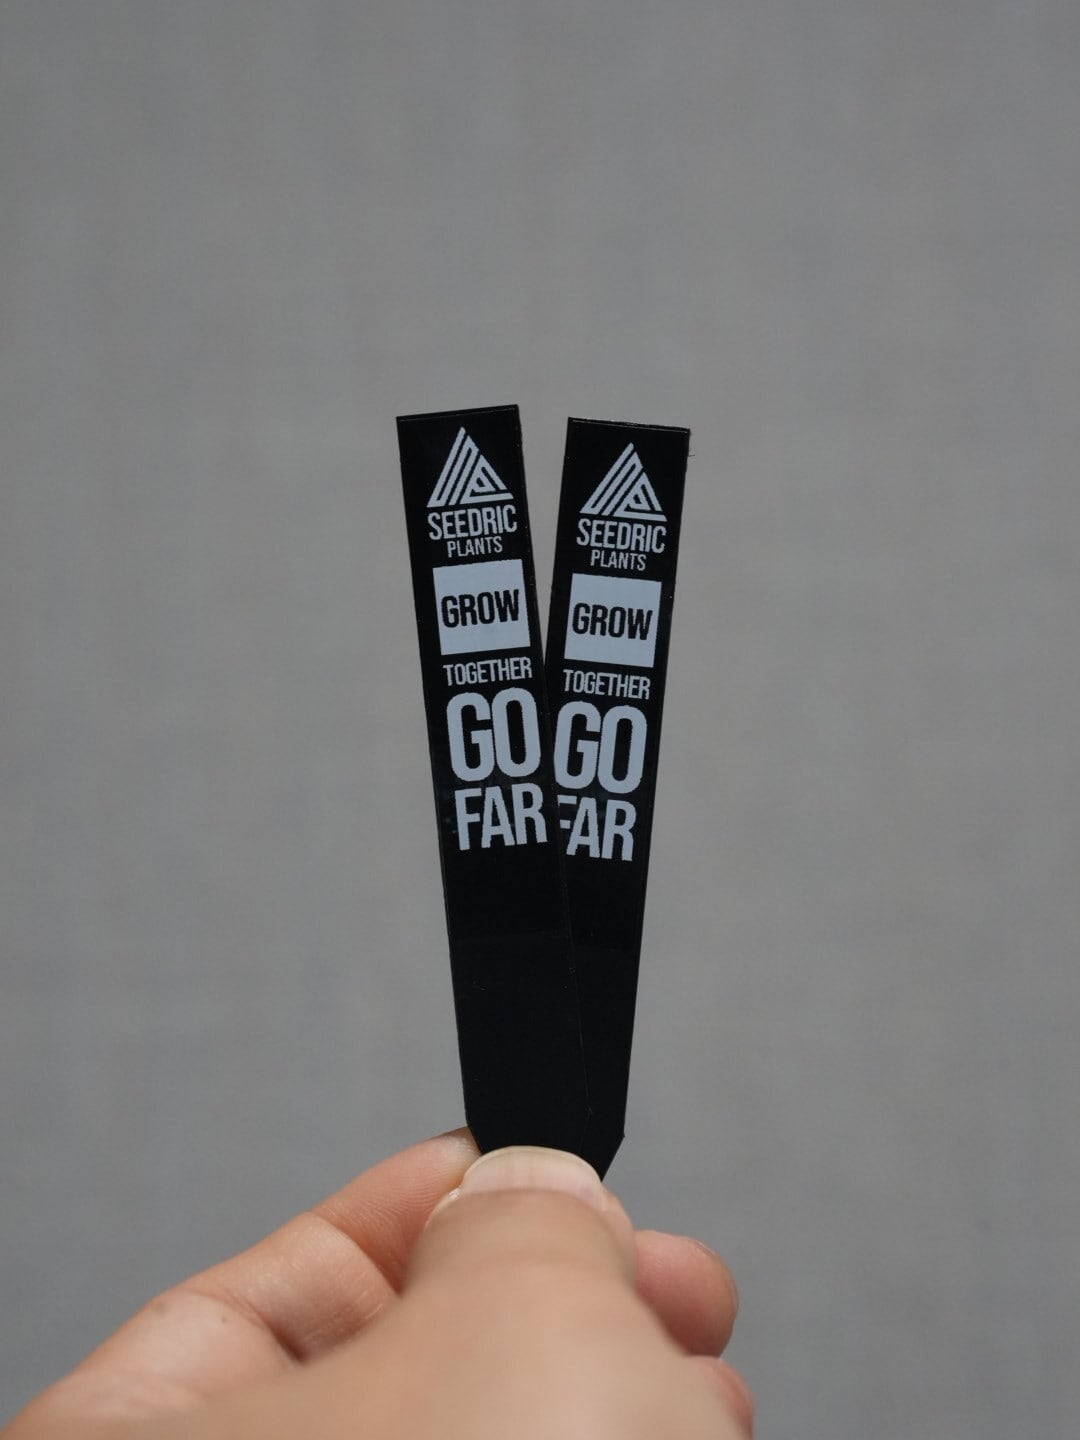 SEEDRIC
PLANTS
GROW
TOGETHER
GO
FAR
SEEDRIC
PLANTS
GROW
TOGETHER
GO
FAR